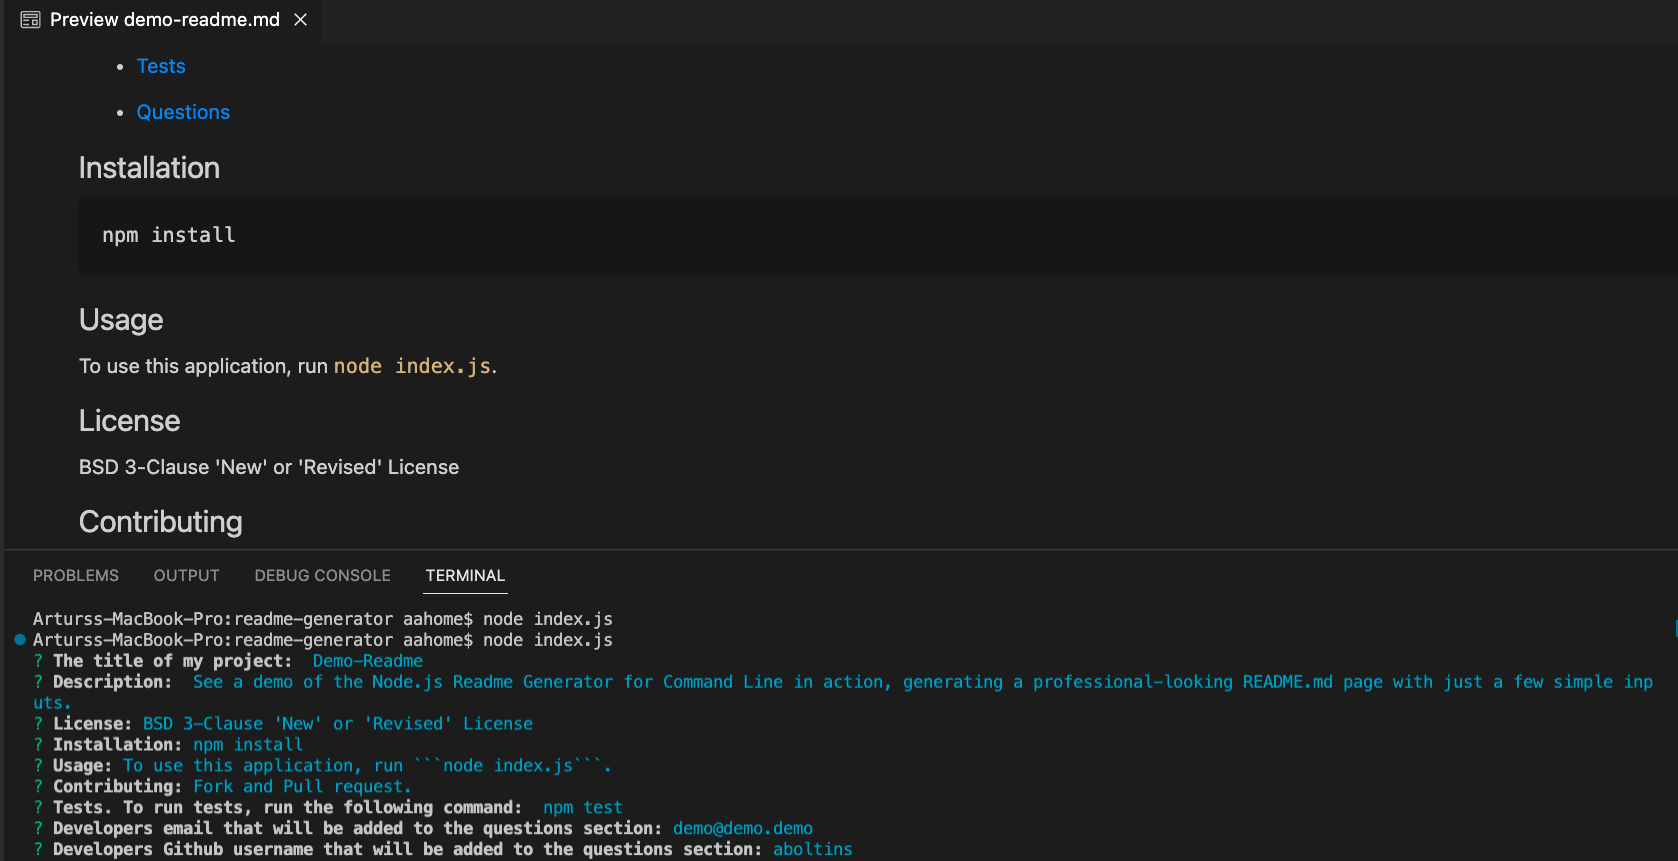 Preview demo-readme.md
• Tests
• Questions
Installation
npm install
Usage
To use this application, run node index.js.
License
BSD 3-Clause 'New' or 'Revised' License
Contributing
PROBLEMS OUTPUT DEBUG CONSOLE TERMINAL
Arturss-MacBook-Pro:readme-generator aahome$ node index.js
Arturss-MacBook-Pro:readme-generator aahome$ node index.js
? The title of my project:  Demo-Readme
? Description:  See a demo of the Node.js Readme Generator for Command Line in action, generating a professional-looking README.md page with just a few simple inp
uts.
? License: BSD 3-Clause 'New' or 'Revised' License
? Installation: npm install
? Usage: To use this application, run ```node index.js```.
? Contributing: Fork and Pull request.
? Tests. To run tests, run the following command:  npm test
? Developers email that will be added to the questions section: demo@demo.demo
? Developers Github username that will be added to the questions section: aboltins